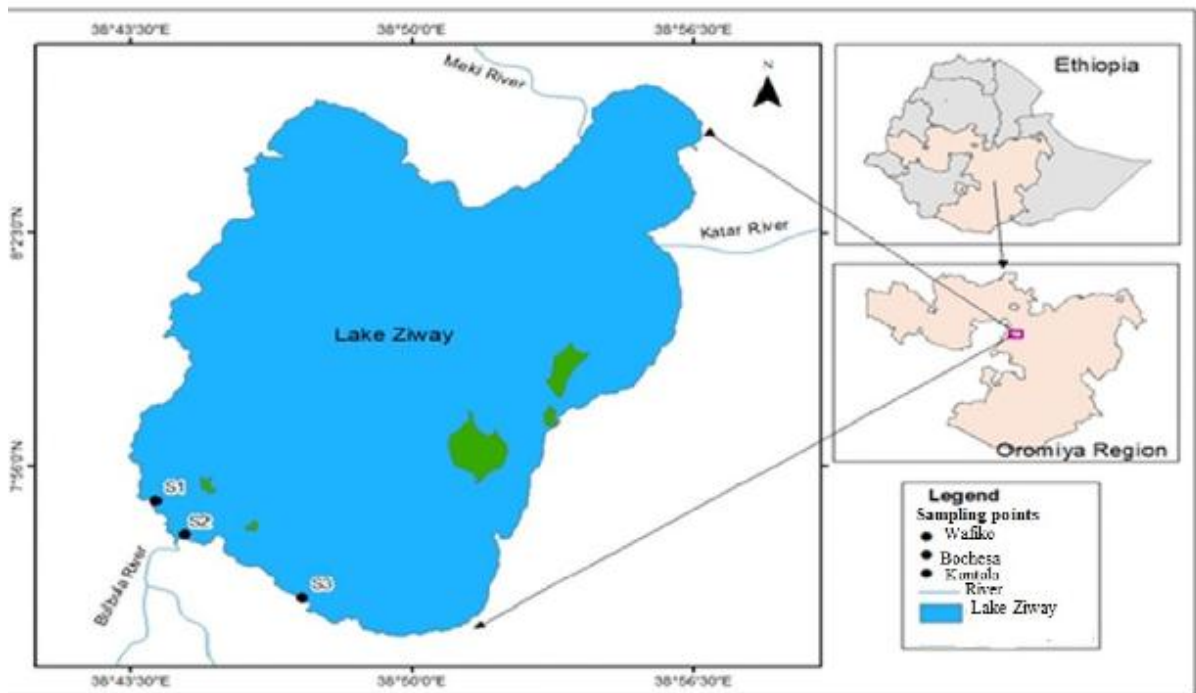 38°43'30"E 38°50'0"E 38°56'30"E
Meki River
Z
Ethiopia
8°2'30"N
Katar River
Lake Ziway
Oromiya Region
7°56'0"N
S1
S2
S3
Bulbula River
Legend
Sampling points
Wafiko
Bochesa
Kontola
River
Lake Ziway
38°43'30"E 38°50'0"E 38°56'30"E